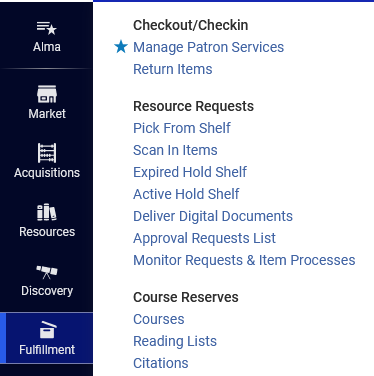 Alma
Market
Acquisitions
Resources
Discovery
Fulfillment
Checkout/Checkin
Manage Patron Services
Return Items
Resource Requests
Pick From Shelf
Scan In Items
Expired Hold Shelf
Active Hold Shelf
Deliver Digital Documents
Approval Requests List
Monitor Requests & Item Processes
Course Reserves
Courses
Reading Lists
Citations